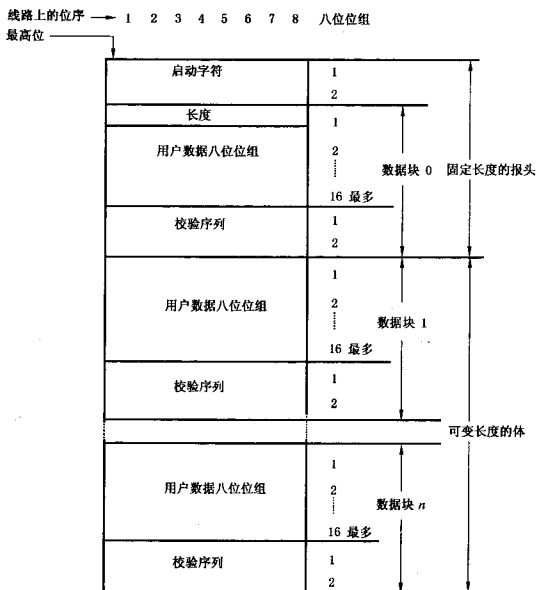 线路上的位序 1 2 3 4 5 6 7 8 八位位组
最高位
启动字符 1
2
长度 1
用户数据八位位组 2
数据块 0 固定长度的报头
16 最多
校验序列 1
2
1
用户数据八位位组 2
数据块 1
16 最多
校验序列 1
2
可变长度的体
1
用户数据八位位组 2
数据块 n
16 最多
校验序列 1
2